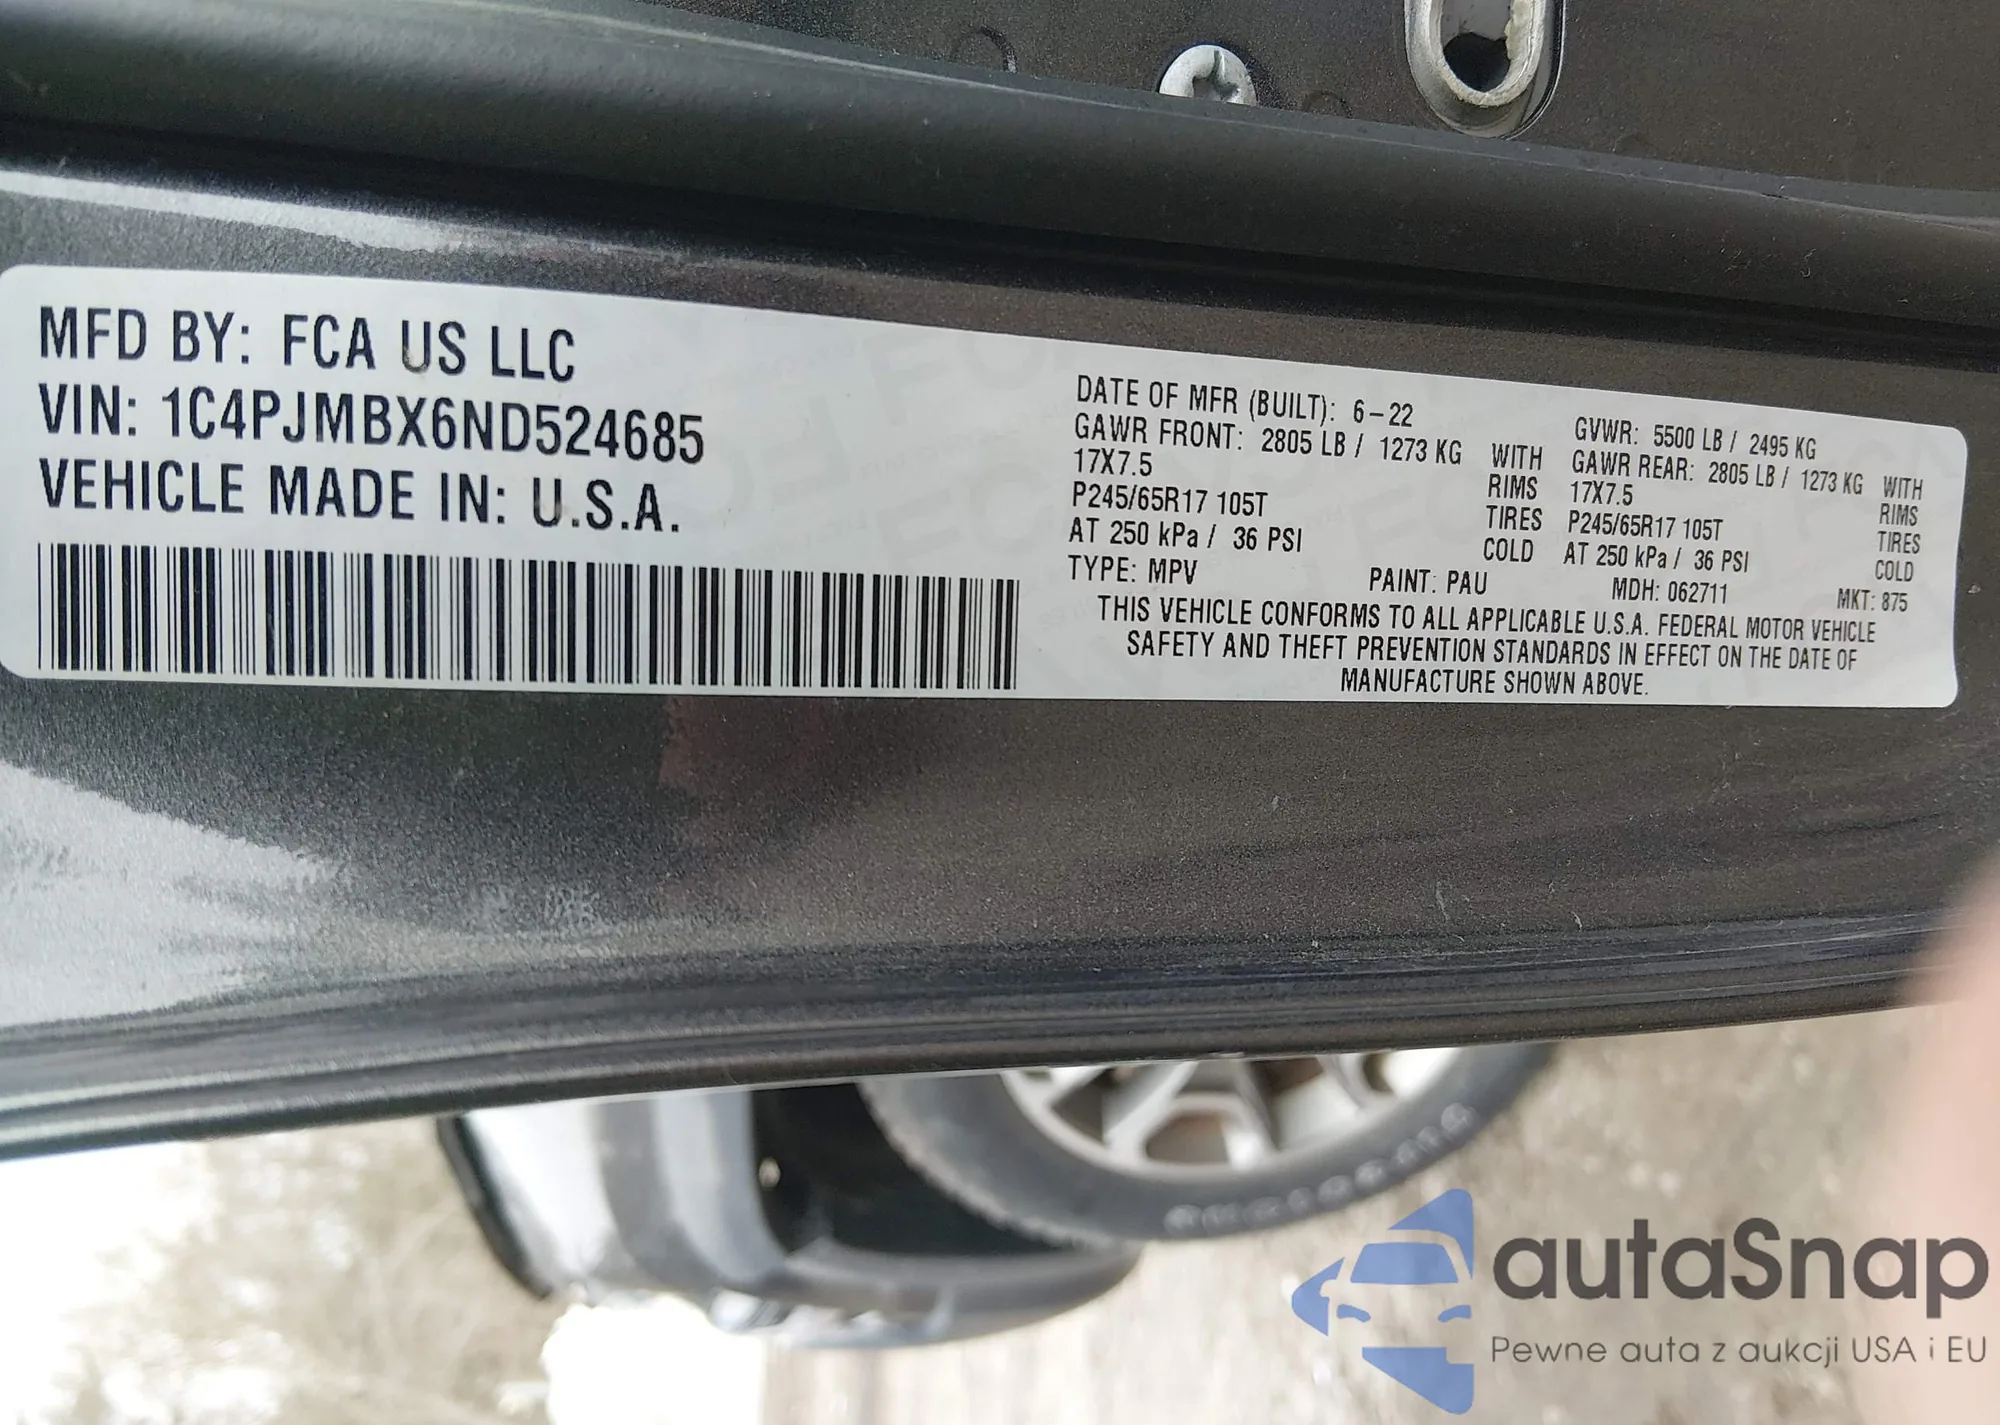 MFD BY: FCA US LLC
VIN: 1C4PJMBX6ND524685
VEHICLE MADE IN: U.S.A.
DATE OF MFR (BUILT): 6-22 GVWR: 5500 LB / 2495 KG
GAWR FRONT: 2805 LB / 1273 KG WITH GAWR REAR: 2805 LB / 1273 KG WITH
17X7.5 RIMS 17X7.5 RIMS
P245/65R17 105T TIRES P245/65R17 105T TIRES
AT 250 kPa / 36 PSI COLD AT 250 kPa / 36 PSI COLD
TYPE: MPV PAINT: PAU MDH: 062711 MKT: 875
THIS VEHICLE CONFORMS TO ALL APPLICABLE U.S.A. FEDERAL MOTOR VEHICLE
SAFETY AND THEFT PREVENTION STANDARDS IN EFFECT ON THE DATE OF
MANUFACTURE SHOWN ABOVE.
autaSnap
Pewne auta z aukcji USA i EU